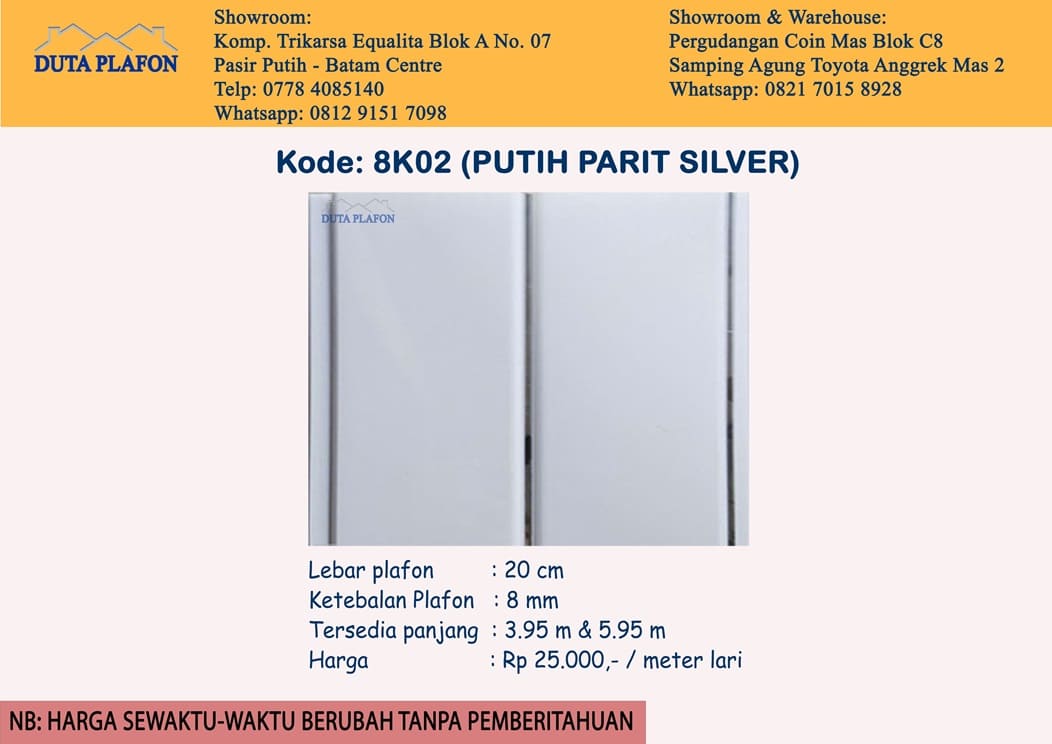 DUTA PLAFON
Showroom:
Komp. Trikarsa Equalita Blok A No. 07
Pasir Putih - Batam Centre
Telp: 0778 4085140
Whatsapp: 0812 9151 7098
Showroom & Warehouse:
Pergudangan Coin Mas Blok C8
Samping Agung Toyota Anggrek Mas 2
Whatsapp: 0821 7015 8928
Kode: 8K02 (PUTIH PARIT SILVER)
DUTA PLAFON
Lebar plafon : 20 cm
Ketebalan Plafon : 8 mm
Tersedia panjang : 3.95 m & 5.95 m
Harga : Rp 25.000,- / meter lari
NB: HARGA SEWAKTU-WAKTU BERUBAH TANPA PEMBERITAHUAN